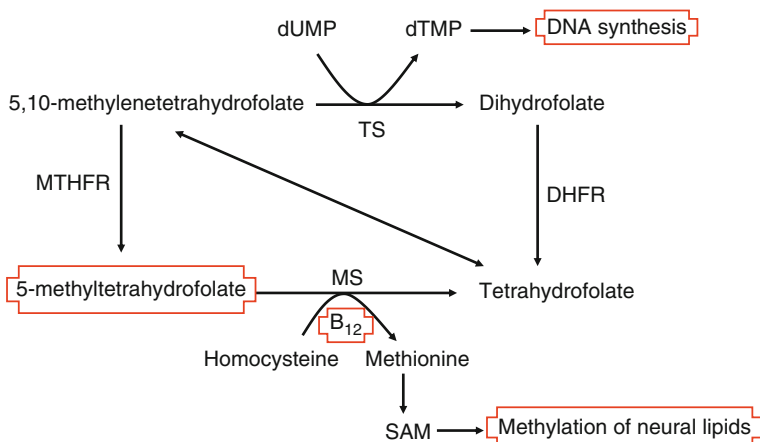 dUMP dTMP DNA synthesis
5,10-methylenetetrahydrofolate Dihydrofolate
TS
MTHFR DHFR
5-methyltetrahydrofolate MS Tetrahydrofolate
B₁₂
Homocysteine Methionine
SAM Methylation of neural lipids